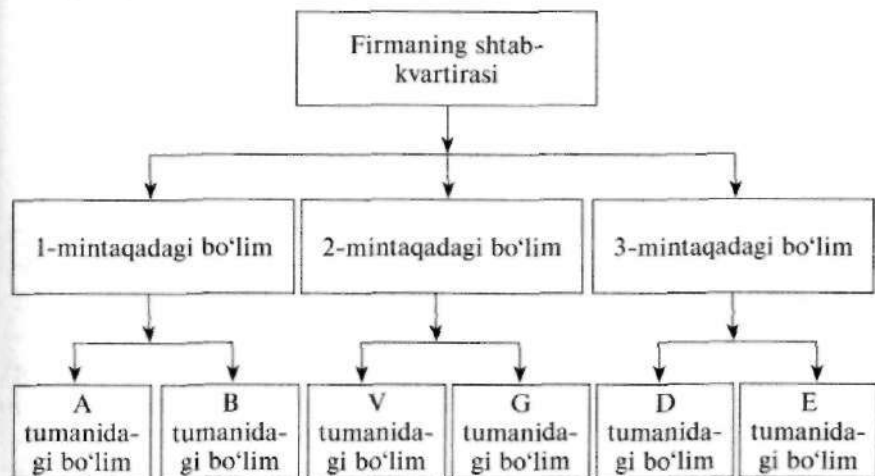 Firmaning shtab-
kvartirasi
1-mintaqadagi bo‘lim
2-mintaqadagi bo‘lim
3-mintaqadagi bo‘lim
A
tumanida-
gi bo‘lim
B
tumanida-
gi bo‘lim
V
tumanida-
gi bo‘lim
G
tumanida-
gi bo‘lim
D
tumanida-
gi bo‘lim
E
tumanida-
gi bo‘lim